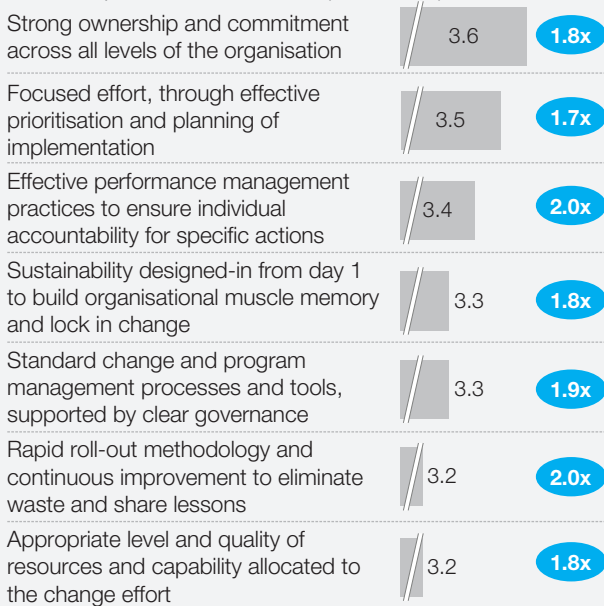 Strong ownership and commitment
across all levels of the organisation
3.6
1.8x
Focused effort, through effective
prioritisation and planning of
implementation
3.5
1.7x
Effective performance management
practices to ensure individual
accountability for specific actions
3.4
2.0x
Sustainability designed-in from day 1
to build organisational muscle memory
and lock in change
3.3
1.8x
Standard change and program
management processes and tools,
supported by clear governance
3.3
1.9x
Rapid roll-out methodology and
continuous improvement to eliminate
waste and share lessons
3.2
2.0x
Appropriate level and quality of
resources and capability allocated to
the change effort
3.2
1.8x